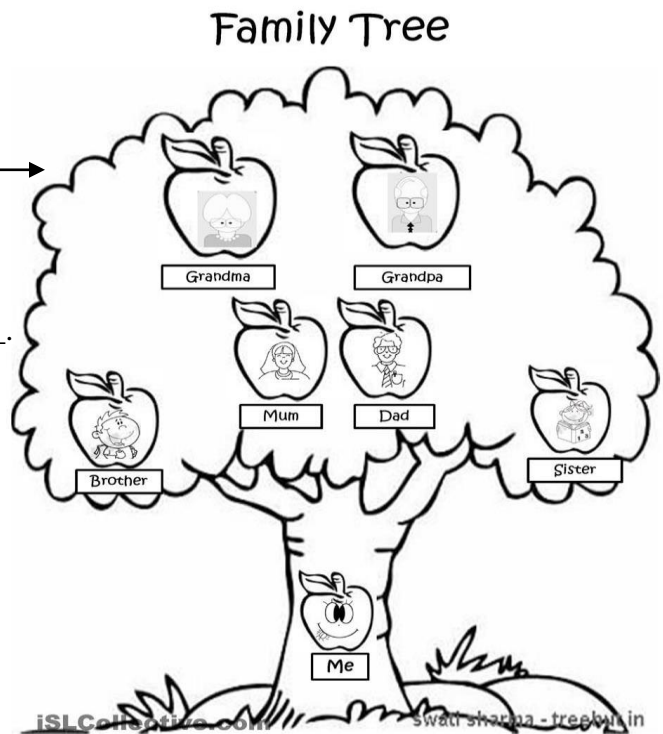 Family Tree
Grandma
Grandpa
Mum
Dad
Brother
Sister
Me
iSLCollective.com
swati sharma - treehut.in